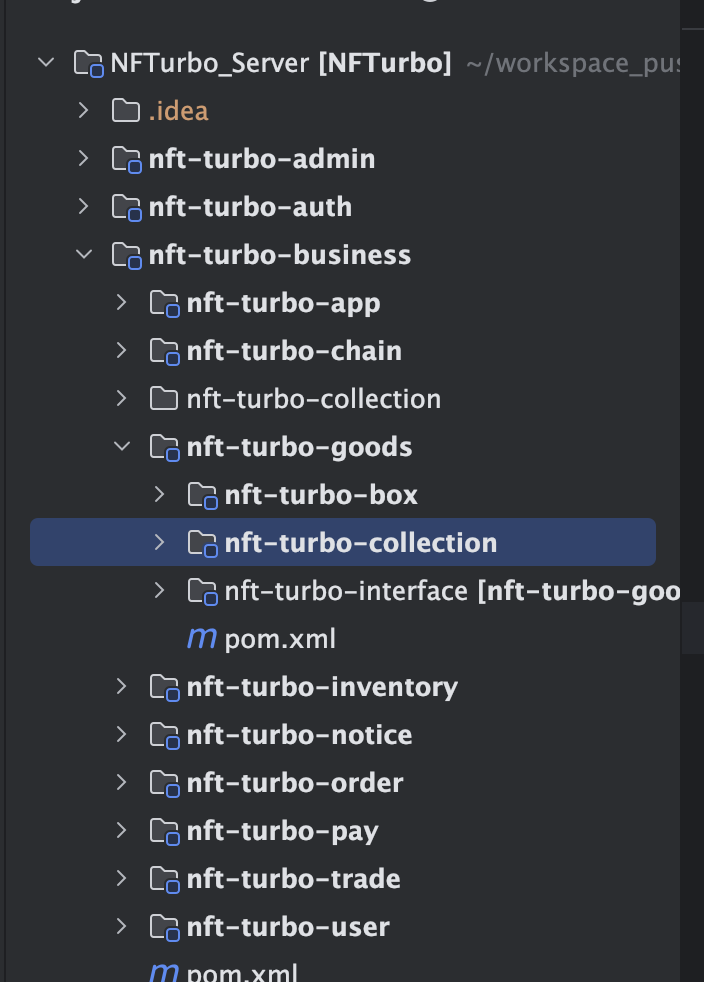 NFTurbo_Server [NFTurbo] ~/workspace_pus
.idea
nft-turbo-admin
nft-turbo-auth
nft-turbo-business
nft-turbo-app
nft-turbo-chain
nft-turbo-collection
nft-turbo-goods
nft-turbo-box
nft-turbo-collection
nft-turbo-interface [nft-turbo-goo
m pom.xml
nft-turbo-inventory
nft-turbo-notice
nft-turbo-order
nft-turbo-pay
nft-turbo-trade
nft-turbo-user
m pom.xml